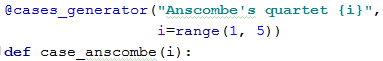 @cases_generator("Anscombe's quartet {i}",
                 i=range(1, 5))
def case_anscombe(i):